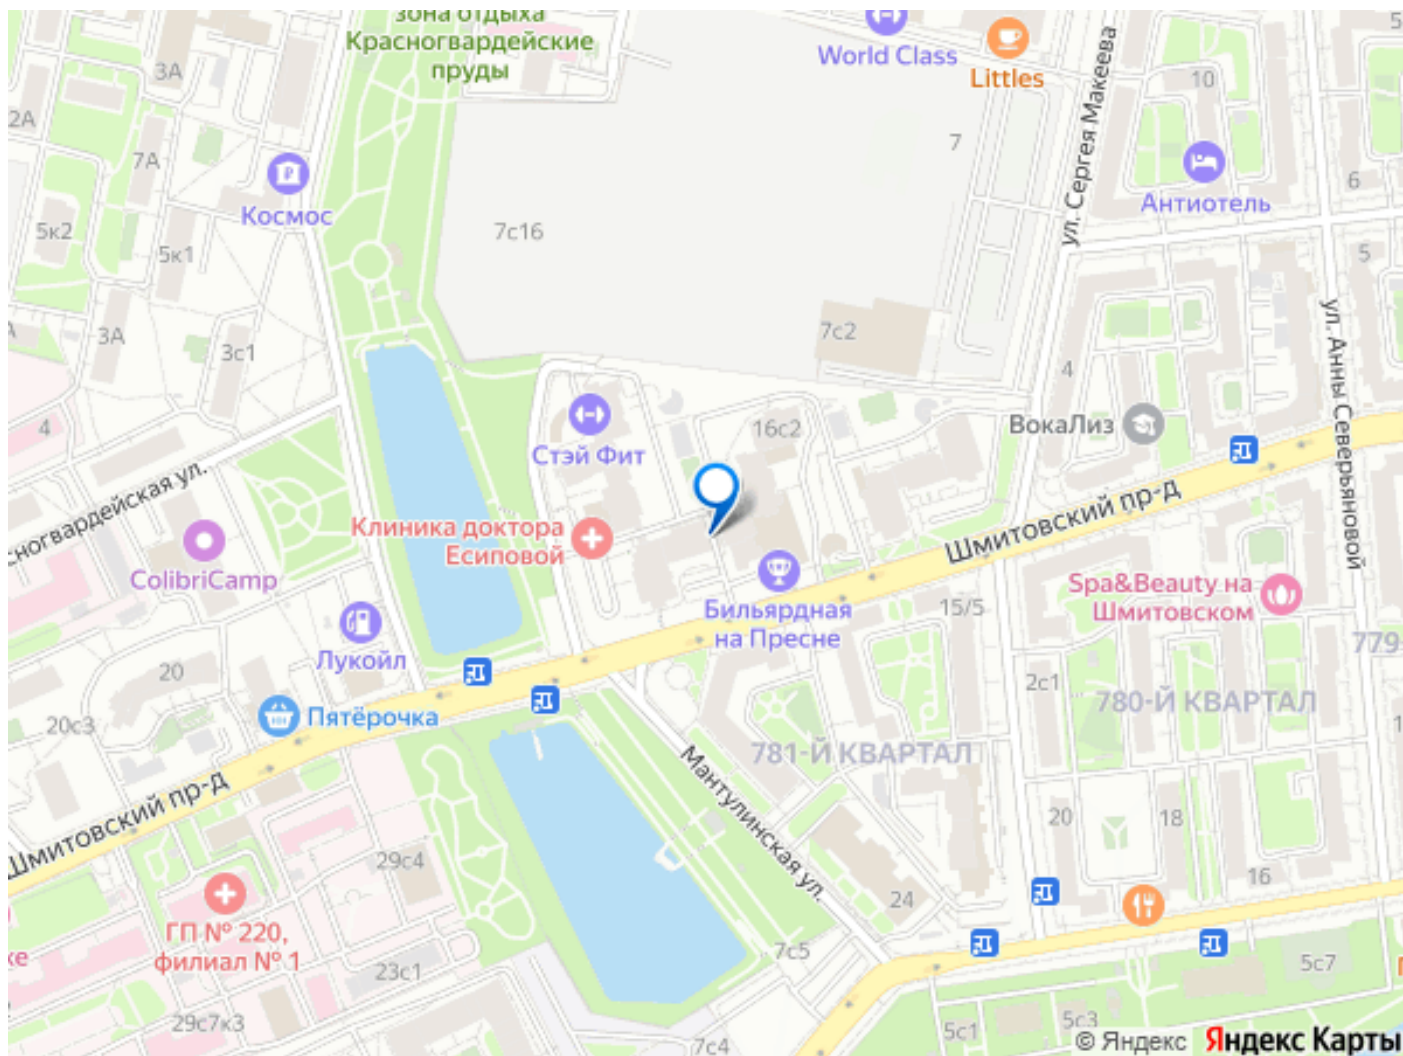 зона отдыха
Красногвардейские
пруды
World Class
Littles
ул. Сергея Макеева
10
3А
2А
7А
7
Космос
Антиотель
6
5к2
5к1
7с16
5
3А
3с1
7с2
ул. Анны Северьяновой
4
4
Стэй Фит
16с2
ВокаЛиз
Шмитовский пр-д
Клиника доктора
Есиповой
ColibriCamp
Бильярдная
на Пресне
15/5
Spa&Beauty на
Шмитовском
Лукойл
20
2с1
779-
780-Й КВАРТАЛ
20с3
Пятёрочка
781-Й КВАРТАЛ
Мантулинская ул.
Шмитовский пр-д
20
18
29с4
24
16
ГП № 220,
филиал № 1
23с1
7с5
5с7
29с7к3
7с4
5с1
5с3
© Яндекс Яндекс Карты